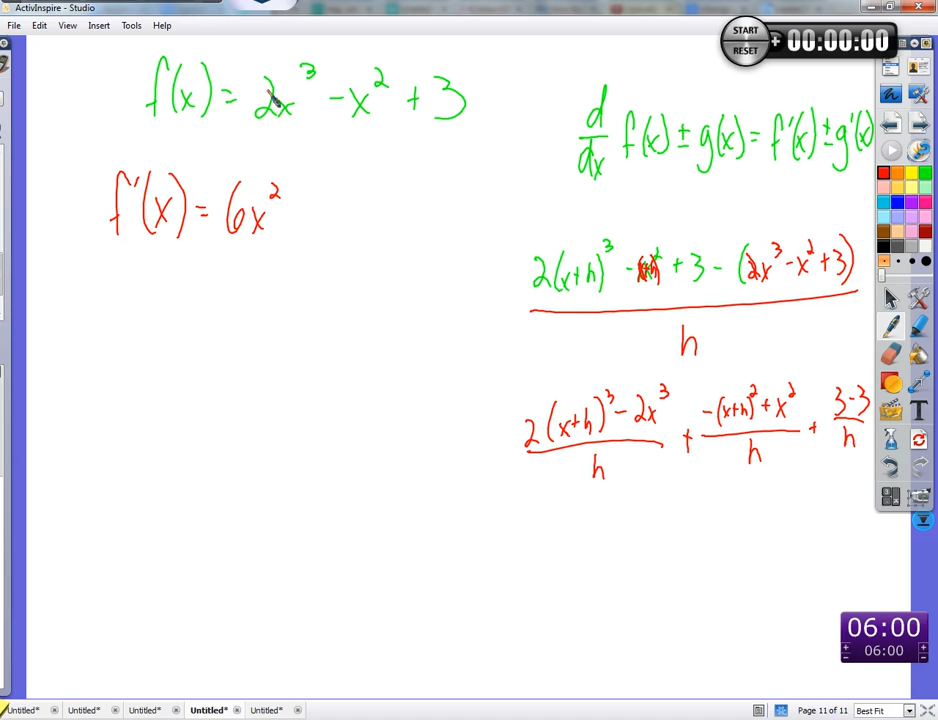 ActivInspire - Studio
File Edit View Insert Tools Help
START
RESET
+ 00:00:00
f(x) = 2x³ - x² + 3
d/dx f(x) ± g(x) = f'(x) ± g'(x)
f'(x) = 6x²
2(x+h)³ - + 3 - (2x³ - x² + 3)
h
2(x+h)³ - 2x³ / h + -(x+h)² + x² / h + 3-3 / h
06:00
06:00
Untitled* Untitled* Untitled* Untitled* Untitled* Page 11 of 11 Best Fit